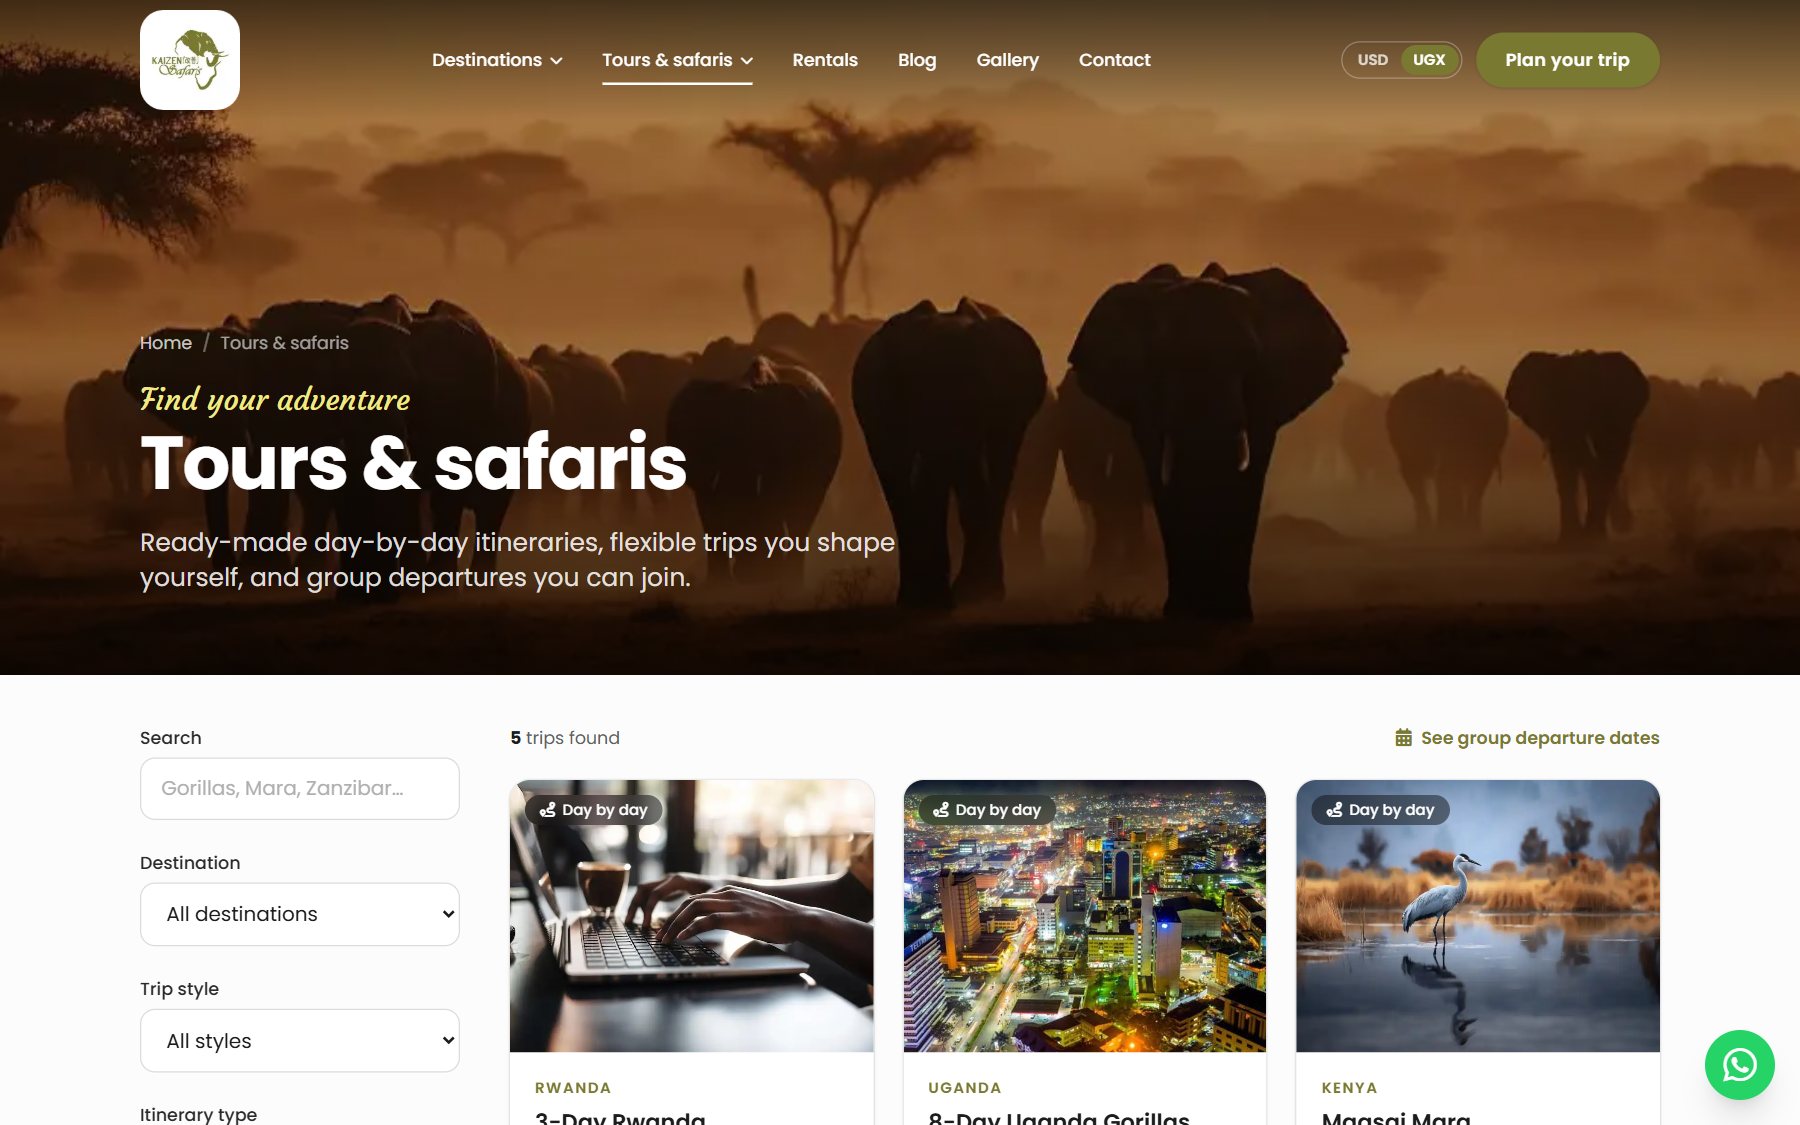 KAIZEN
Safaris
Destinations
Tours & safaris
Rentals
Blog
Gallery
Contact
USD
UGX
Plan your trip
Home / Tours & safaris
Find your adventure
Tours & safaris
Ready-made day-by-day itineraries, flexible trips you shape
yourself, and group departures you can join.
Search
Gorillas, Mara, Zanzibar...
Destination
All destinations
Trip style
All styles
Itinerary type
5 trips found
See group departure dates
Day by day
RWANDA
3-Day Rwanda
Day by day
UGANDA
8-Day Uganda Gorillas
Day by day
KENYA
Maasai Mara